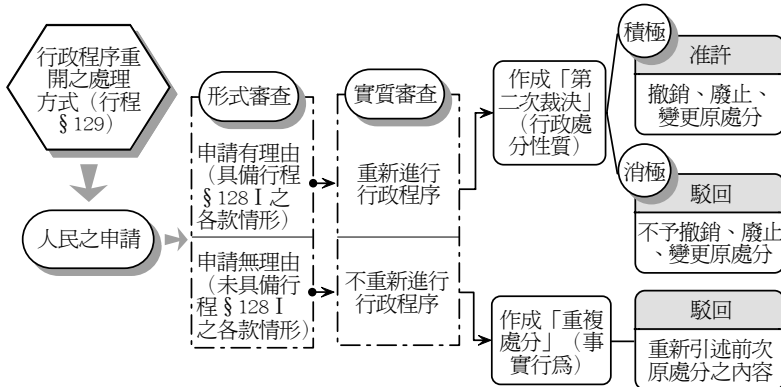 行政程序重
開之處理
方式（行程
§129）
人民之申請
形式審查
申請有理由
（具備行程
§128Ⅰ之
各款情形）
申請無理由
（未具備行
程§128Ⅰ
之各款情形）
實質審查
重新進行
行政程序
不重新進行
行政程序
作成「第
二次裁決」
（行政處
分性質）
積極
准許
撤銷、廢止、
變更原處分
消極
駁回
不予撤銷、廢止
、變更原處分
作成「重複
處分」（事
實行為）
駁回
重新引述前次
原處分之內容